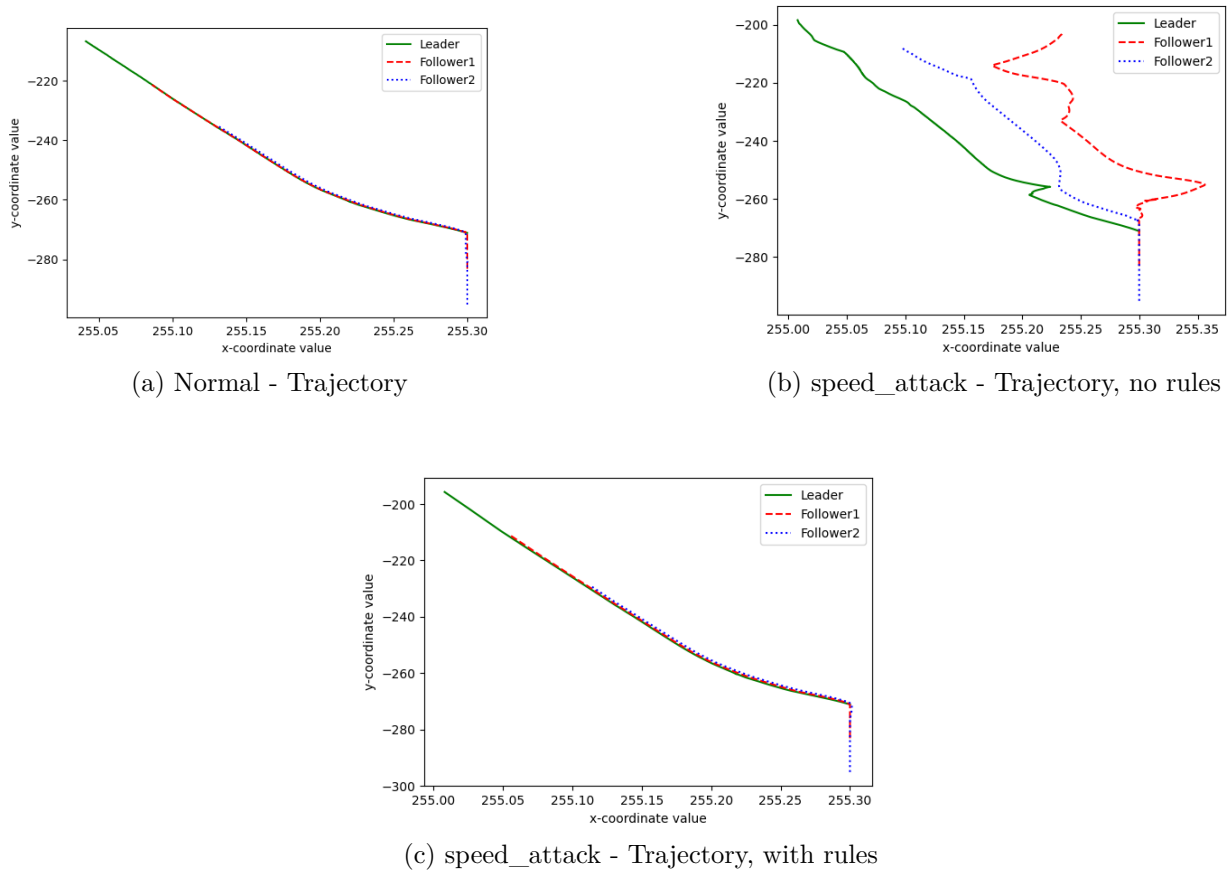 Leader
Follower1
Follower2
−220
−240
−260
−280
y-coordinate value
255.05 255.10 255.15 255.20 255.25 255.30
x-coordinate value
(a) Normal - Trajectory
Leader
Follower1
Follower2
−200
−220
−240
−260
−280
y-coordinate value
255.00 255.05 255.10 255.15 255.20 255.25 255.30 255.35
x-coordinate value
(b) speed_attack - Trajectory, no rules
Leader
Follower1
Follower2
−200
−220
−240
−260
−280
−300
y-coordinate value
255.00 255.05 255.10 255.15 255.20 255.25 255.30
x-coordinate value
(c) speed_attack - Trajectory, with rules